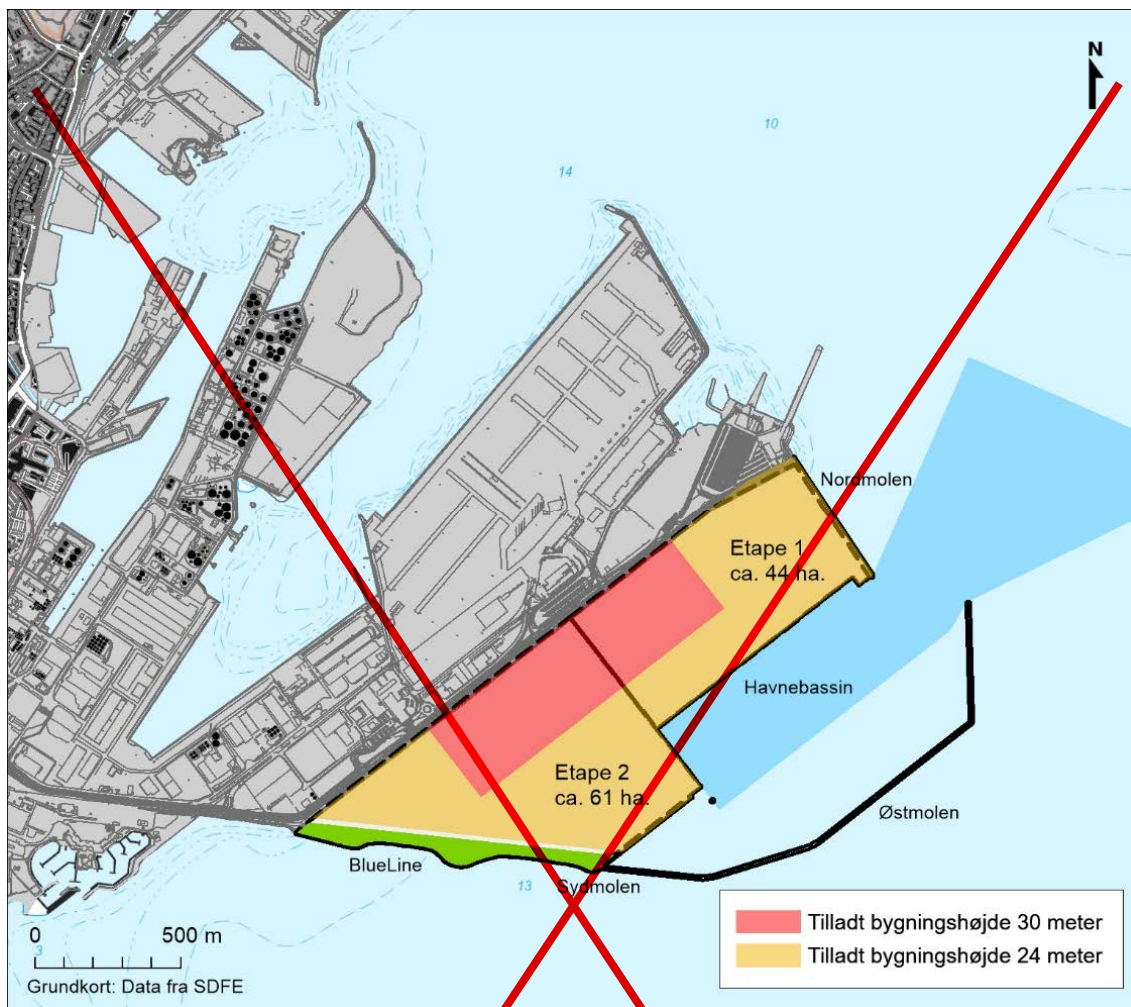 N
10
14
Nordmolen
Etape 1
ca. 44 ha.
Havnebassin
Etape 2
ca. 61 ha.
Østmolen
BlueLine
13
Sydmolen
0 500 m
3
Grundkort: Data fra SDFE
Tilladt bygningshøjde 30 meter
Tilladt bygningshøjde 24 meter